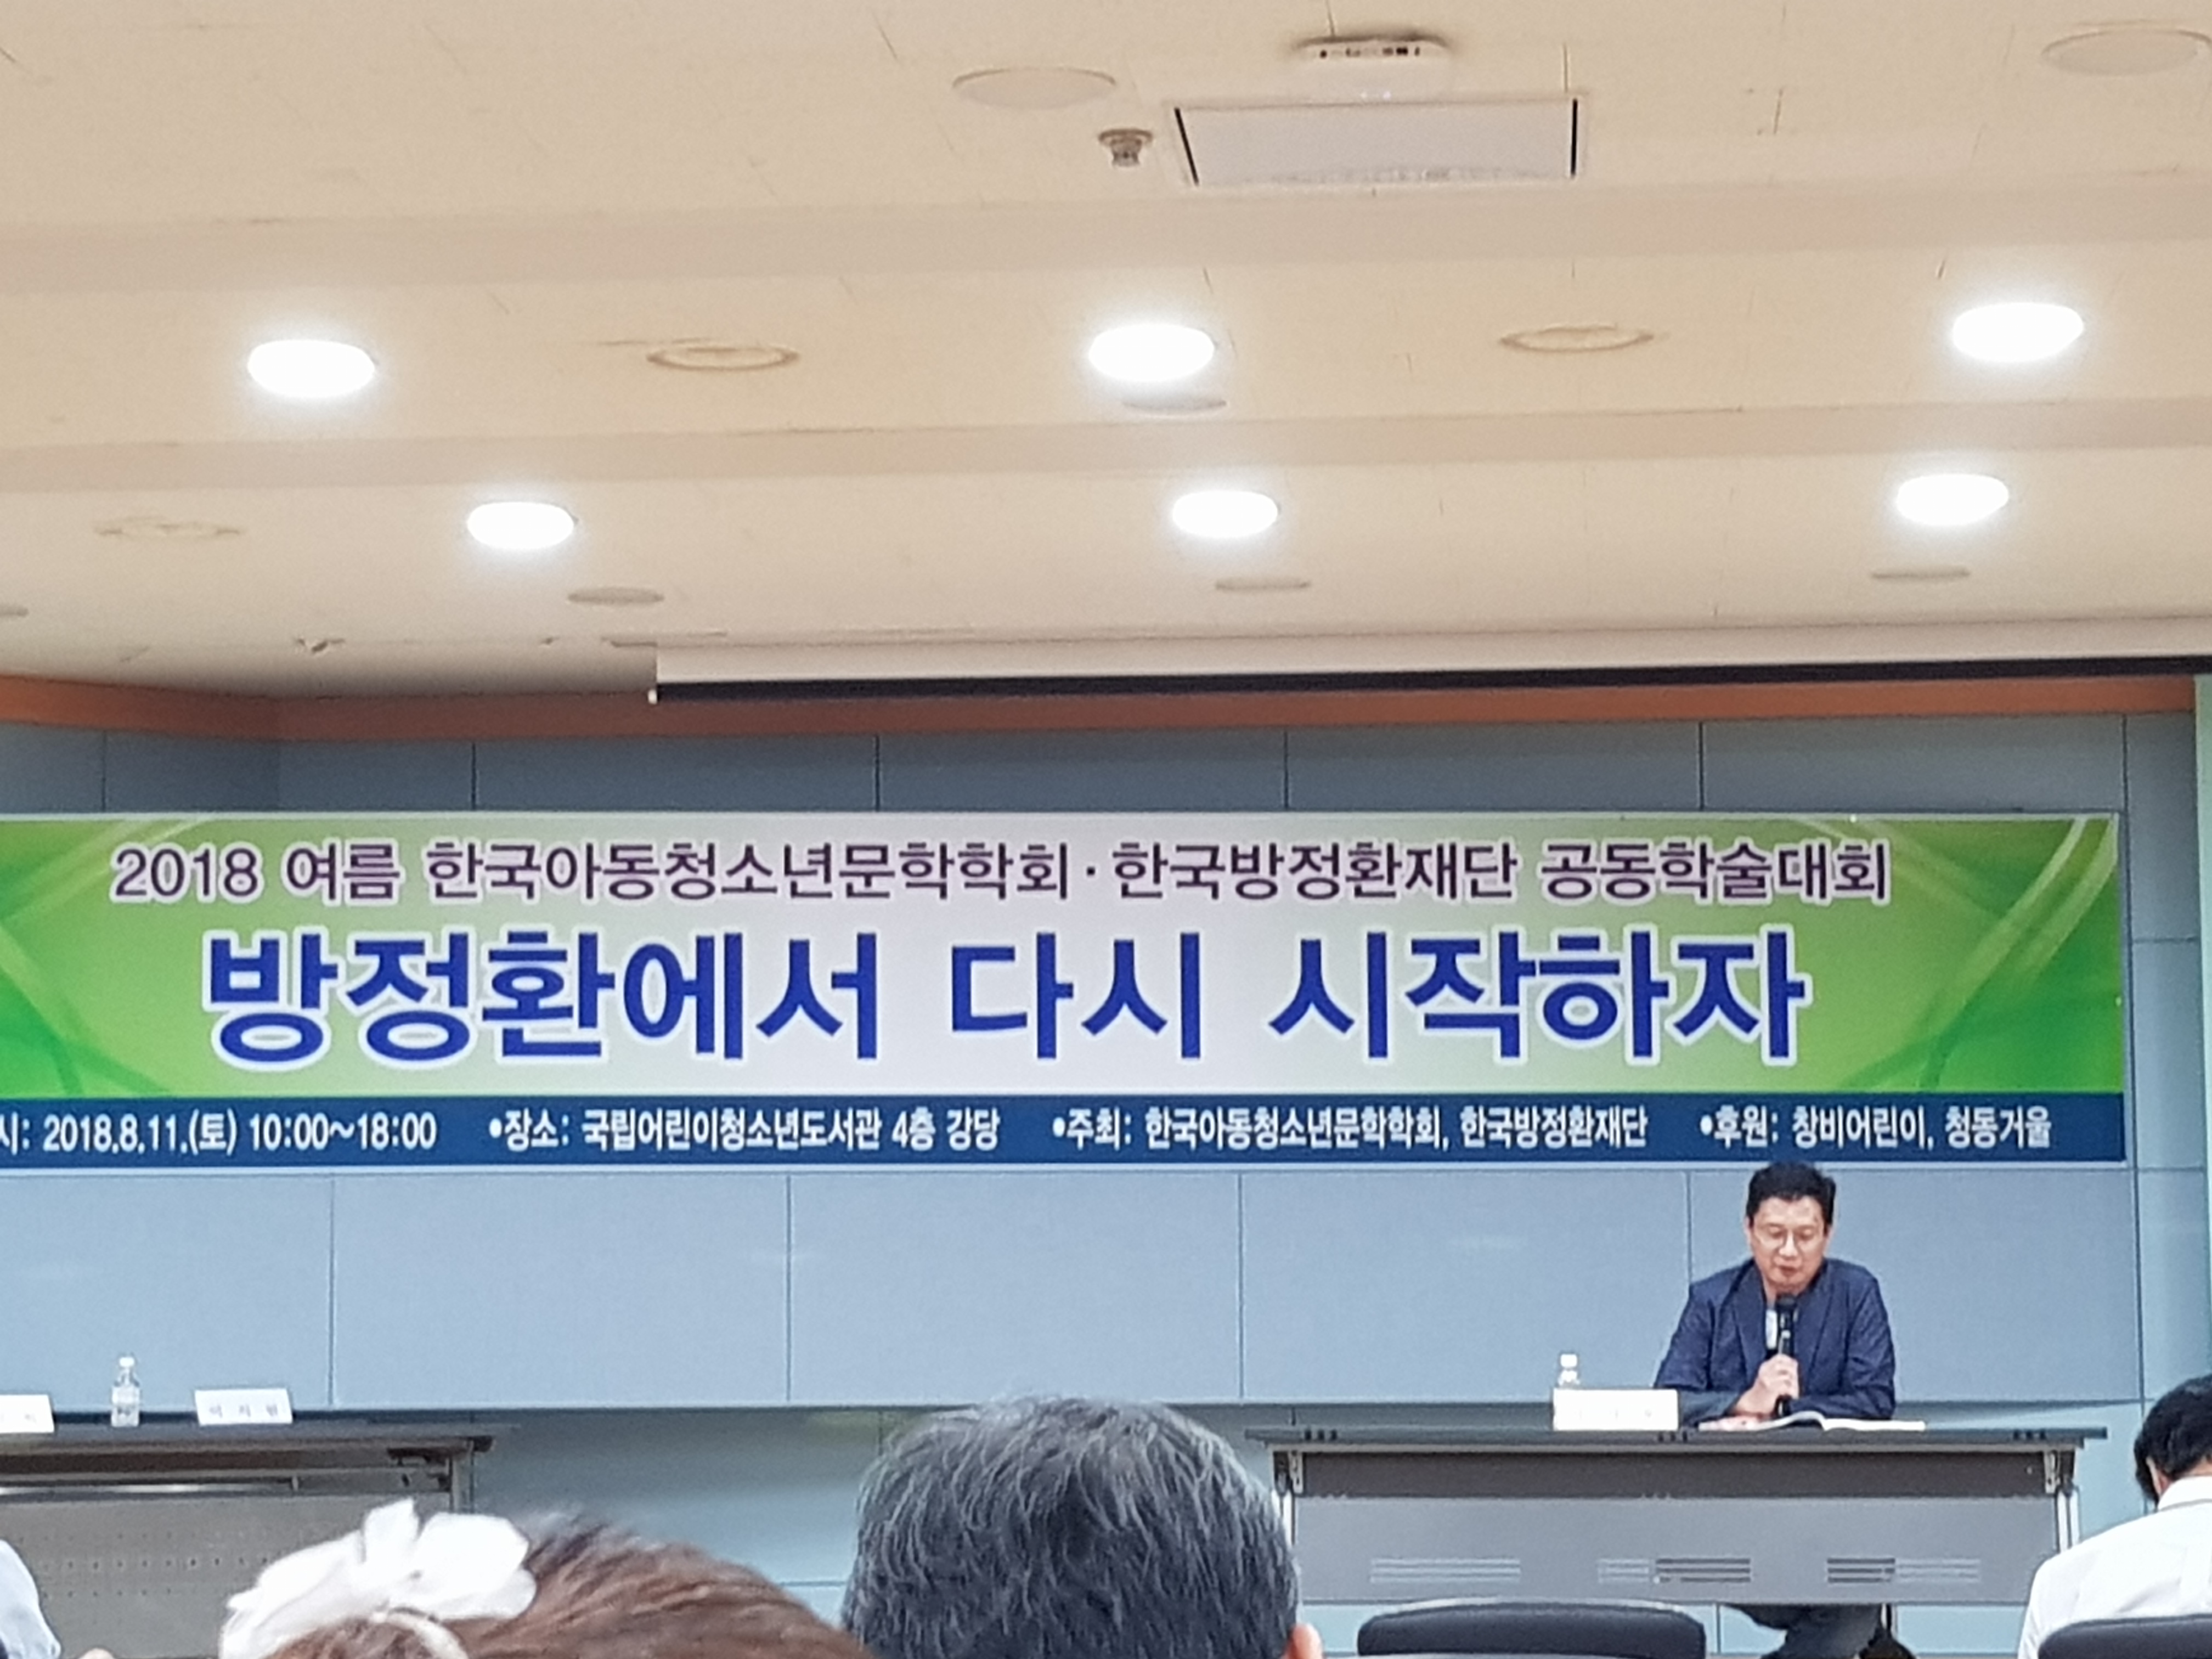 2018 여름 한국아동청소년문학학회·한국방정환재단 공동학술대회
방정환에서 다시 시작하자
시: 2018.8.11.(토) 10:00~18:00 •장소: 국립어린이청소년도서관 4층 강당 •주최: 한국아동청소년문학학회, 한국방정환재단 •후원: 창비어린이, 청동거울